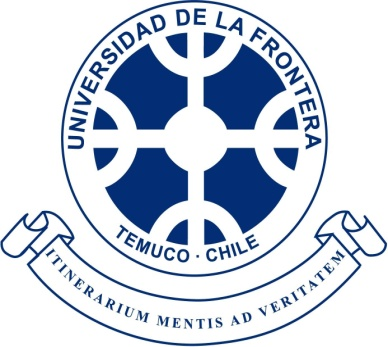 UNIVERSIDAD DE LA FRONTERA
TEMUCO · CHILE
ITINERARIUM MENTIS AD VERITATEM